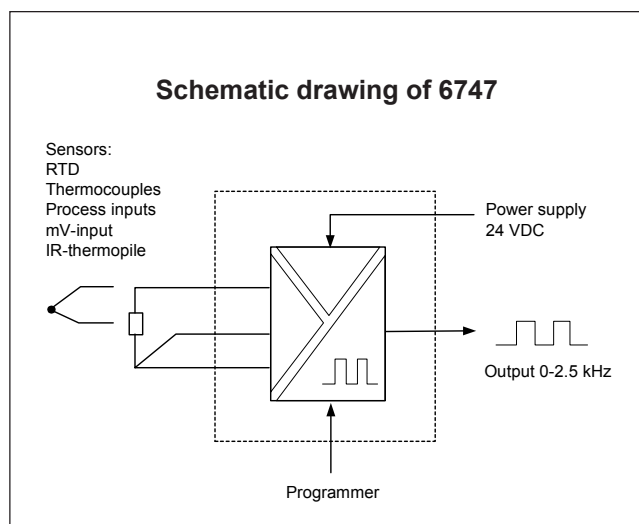 Schematic drawing of 6747
Sensors:
RTD
Thermocouples
Process inputs
mV-input
IR-thermopile
Power supply
24 VDC
Output 0-2.5 kHz
Programmer